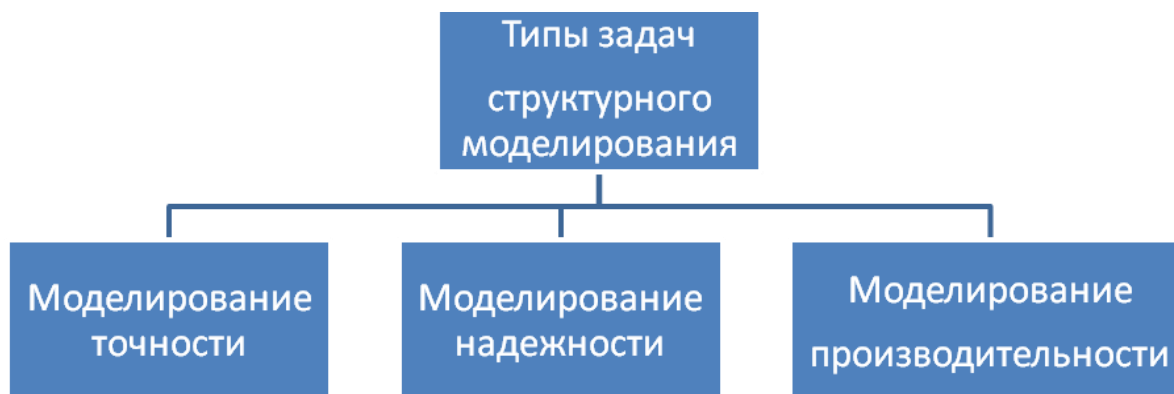 Типы задач
структурного
моделирования
Моделирование
точности
Моделирование
надежности
Моделирование
производительности